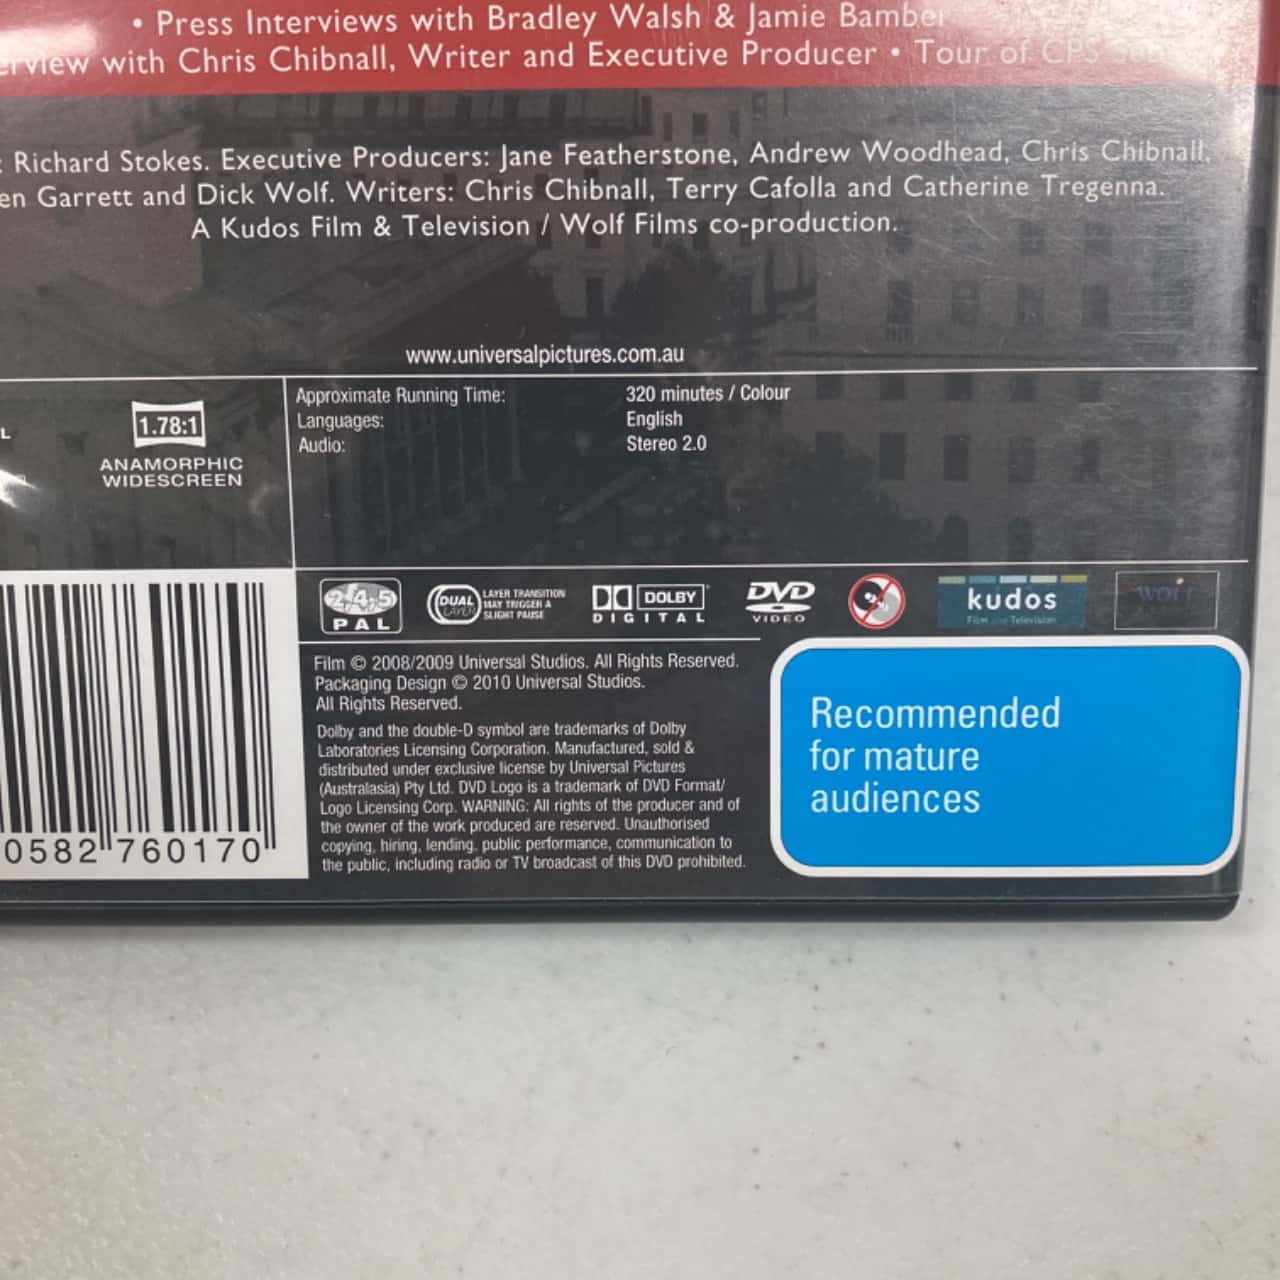 • Press Interviews with Bradley Walsh & Jamie Bamber
with Chris Chibnall, Writer and Executive Producer • Tour of CPS
Richard Stokes. Executive Producers: Jane Featherstone, Andrew Woodhead, Chris Chibnall,
Garrett and Dick Wolf. Writers: Chris Chibnall, Terry Cafolla and Catherine Tregenna.
A Kudos Film & Television / Wolf Films co-production.
www.universalpictures.com.au
1.78:1
ANAMORPHIC
WIDESCREEN
Approximate Running Time: 320 minutes / Colour
Languages: English
Audio: Stereo 2.0
2•4•5
PAL
DUAL
LAYER
LAYER TRANSITION
MAY TRIGGER A
SLIGHT PAUSE
DOLBY
DIGITAL
DVD
VIDEO
kudos
Film and Television
wolf
Film © 2008/2009 Universal Studios. All Rights Reserved.
Packaging Design © 2010 Universal Studios.
All Rights Reserved.
Dolby and the double-D symbol are trademarks of Dolby
Laboratories Licensing Corporation. Manufactured, sold &
distributed under exclusive license by Universal Pictures
(Australasia) Pty Ltd. DVD Logo is a trademark of DVD Format/
Logo Licensing Corp. WARNING: All rights of the producer and of
the owner of the work produced are reserved. Unauthorised
copying, hiring, lending, public performance, communication to
the public, including radio or TV broadcast of this DVD prohibited.
Recommended
for mature
audiences
0582 760170